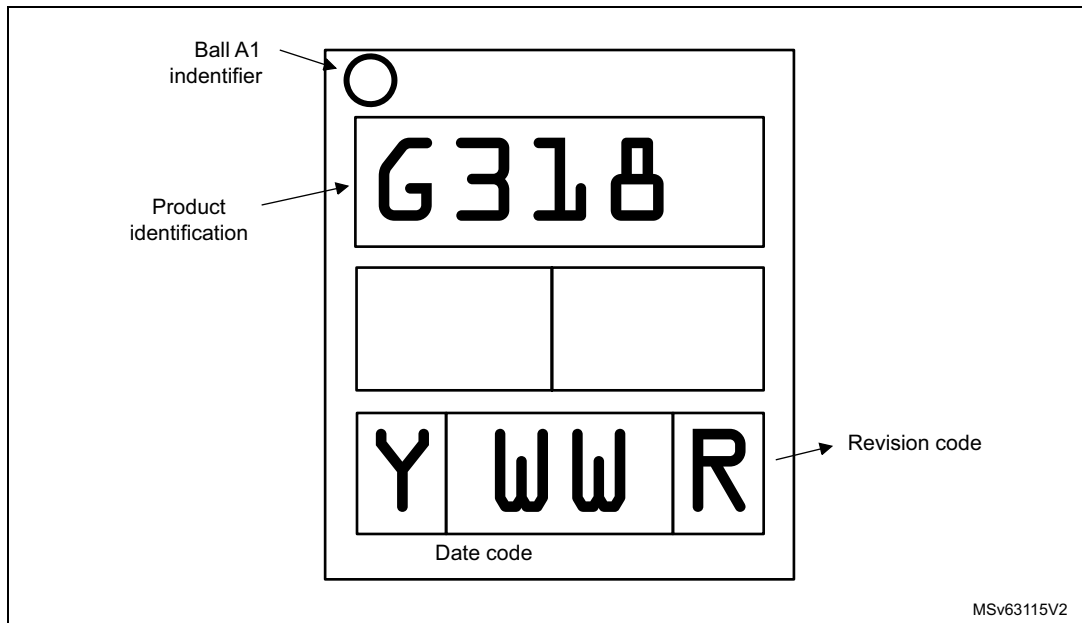 Ball A1
indentifier
G318
Product
identification
Y WW R
Revision code
Date code
MSv63115V2